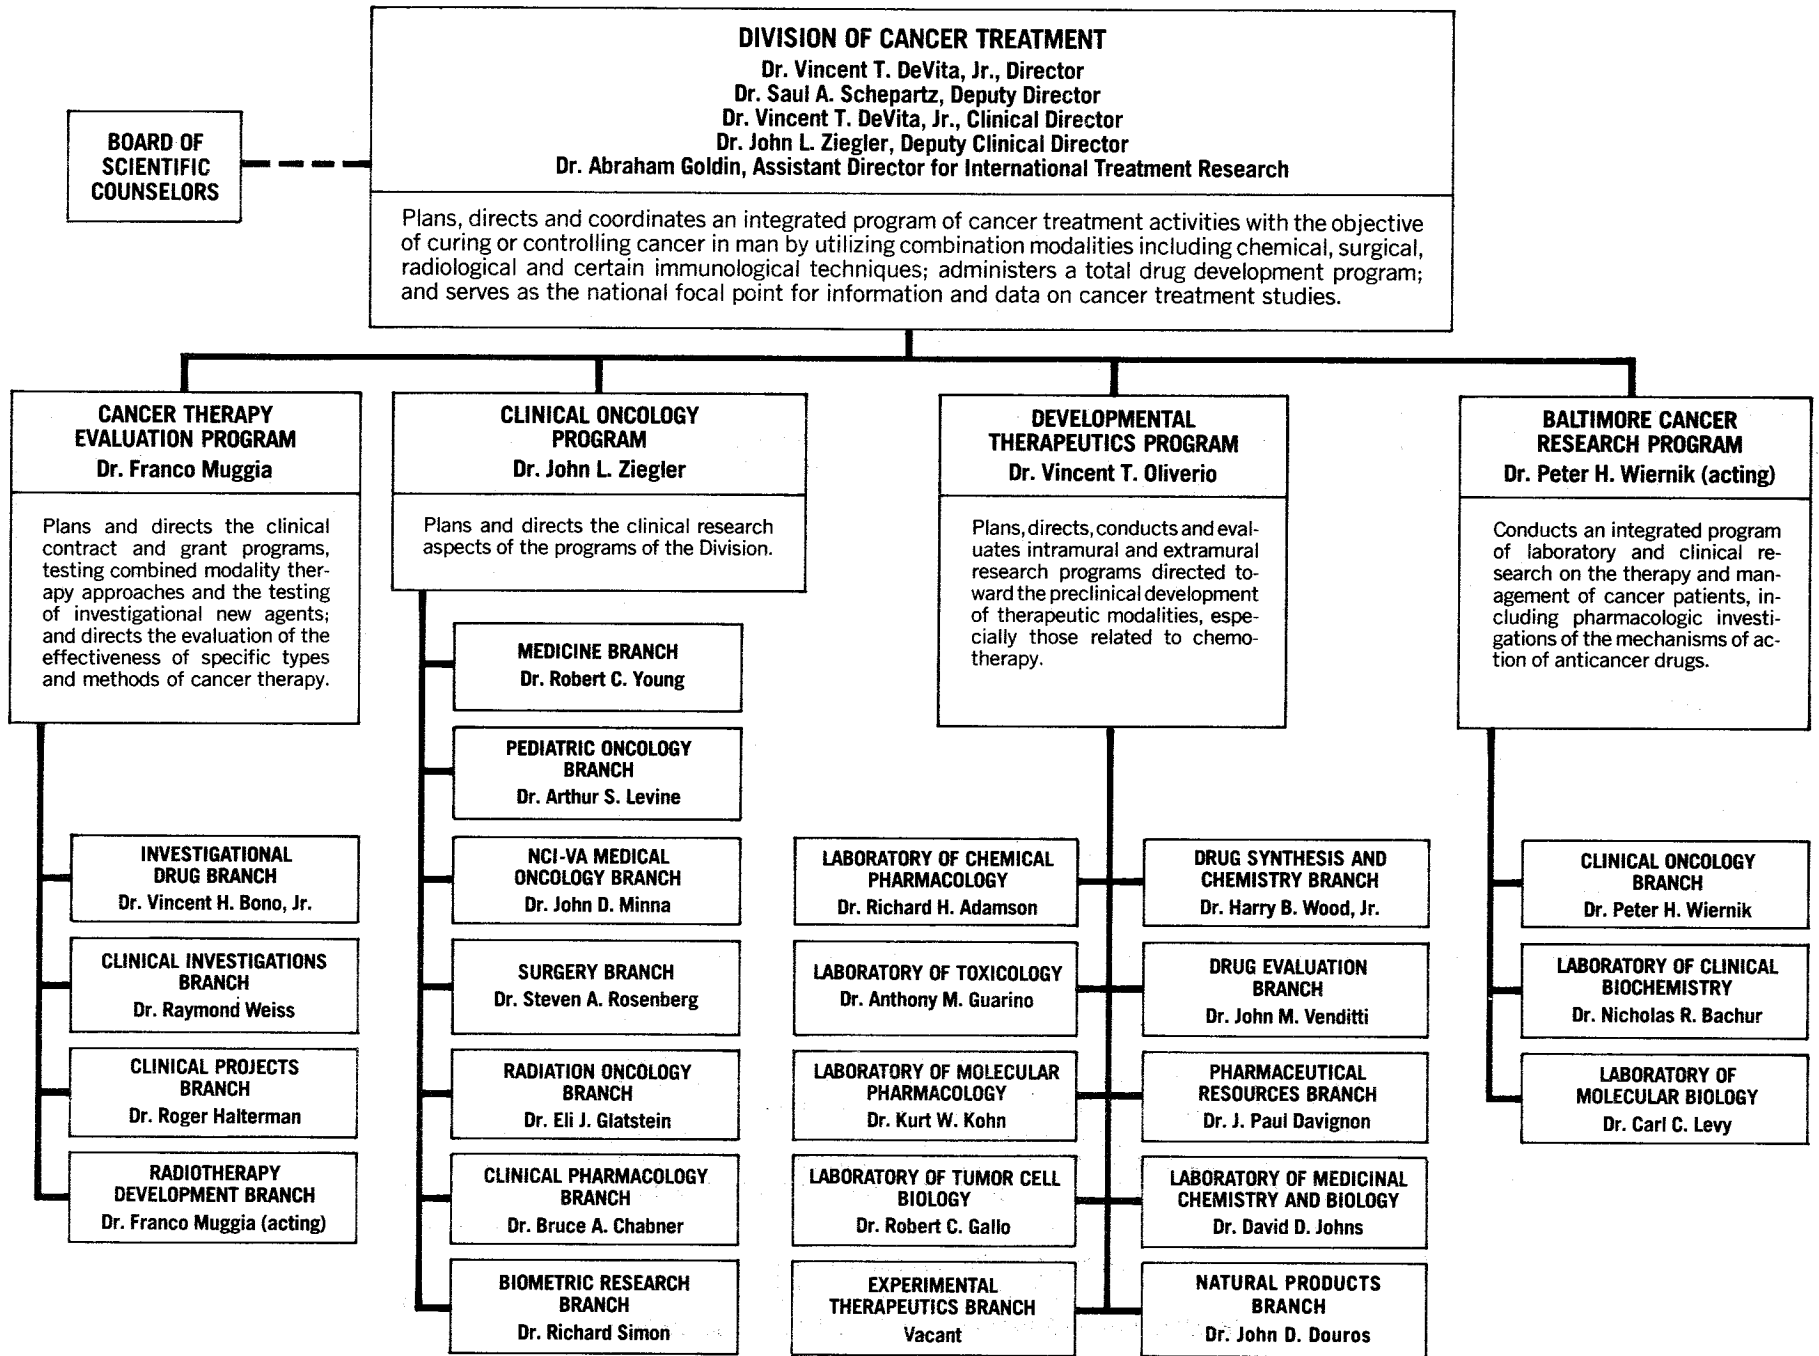 DIVISION OF CANCER TREATMENT
Dr. Vincent T. DeVita, Jr., Director
Dr. Saul A. Schepartz, Deputy Director
Dr. Vincent T. DeVita, Jr., Clinical Director
Dr. John L. Ziegler, Deputy Clinical Director
Dr. Abraham Goldin, Assistant Director for International Treatment Research
BOARD OF
SCIENTIFIC
COUNSELORS
Plans, directs and coordinates an integrated program of cancer treatment activities with the objective
of curing or controlling cancer in man by utilizing combination modalities including chemical, surgical,
radiological and certain immunological techniques; administers a total drug development program;
and serves as the national focal point for information and data on cancer treatment studies.
CANCER THERAPY
EVALUATION PROGRAM
Dr. Franco Muggia
Plans and directs the clinical
contract and grant programs,
testing combined modality ther-
apy approaches and the testing
of investigational new agents;
and directs the evaluation of the
effectiveness of specific types
and methods of cancer therapy.
INVESTIGATIONAL
DRUG BRANCH
Dr. Vincent H. Bono, Jr.
CLINICAL INVESTIGATIONS
BRANCH
Dr. Raymond Weiss
CLINICAL PROJECTS
BRANCH
Dr. Roger Halterman
RADIOTHERAPY
DEVELOPMENT BRANCH
Dr. Franco Muggia (acting)
CLINICAL ONCOLOGY
PROGRAM
Dr. John L. Ziegler
Plans and directs the clinical research
aspects of the programs of the Division.
MEDICINE BRANCH
Dr. Robert C. Young
PEDIATRIC ONCOLOGY
BRANCH
Dr. Arthur S. Levine
NCI-VA MEDICAL
ONCOLOGY BRANCH
Dr. John D. Minna
SURGERY BRANCH
Dr. Steven A. Rosenberg
RADIATION ONCOLOGY
BRANCH
Dr. Eli J. Glatstein
CLINICAL PHARMACOLOGY
BRANCH
Dr. Bruce A. Chabner
BIOMETRIC RESEARCH
BRANCH
Dr. Richard Simon
DEVELOPMENTAL
THERAPEUTICS PROGRAM
Dr. Vincent T. Oliverio
Plans, directs, conducts and eval-
uates intramural and extramural
research programs directed to-
ward the preclinical development
of therapeutic modalities, espe-
cially those related to chemo-
therapy.
LABORATORY OF CHEMICAL
PHARMACOLOGY
Dr. Richard H. Adamson
LABORATORY OF TOXICOLOGY
Dr. Anthony M. Guarino
LABORATORY OF MOLECULAR
PHARMACOLOGY
Dr. Kurt W. Kohn
LABORATORY OF TUMOR CELL
BIOLOGY
Dr. Robert C. Gallo
EXPERIMENTAL
THERAPEUTICS BRANCH
Vacant
DRUG SYNTHESIS AND
CHEMISTRY BRANCH
Dr. Harry B. Wood, Jr.
DRUG EVALUATION
BRANCH
Dr. John M. Venditti
PHARMACEUTICAL
RESOURCES BRANCH
Dr. J. Paul Davignon
LABORATORY OF MEDICINAL
CHEMISTRY AND BIOLOGY
Dr. David D. Johns
NATURAL PRODUCTS
BRANCH
Dr. John D. Douros
BALTIMORE CANCER
RESEARCH PROGRAM
Dr. Peter H. Wiernik (acting)
Conducts an integrated program
of laboratory and clinical re-
search on the therapy and man-
agement of cancer patients, in-
cluding pharmacologic investi-
gations of the mechanisms of ac-
tion of anticancer drugs.
CLINICAL ONCOLOGY
BRANCH
Dr. Peter H. Wiernik
LABORATORY OF CLINICAL
BIOCHEMISTRY
Dr. Nicholas R. Bachur
LABORATORY OF
MOLECULAR BIOLOGY
Dr. Carl C. Levy